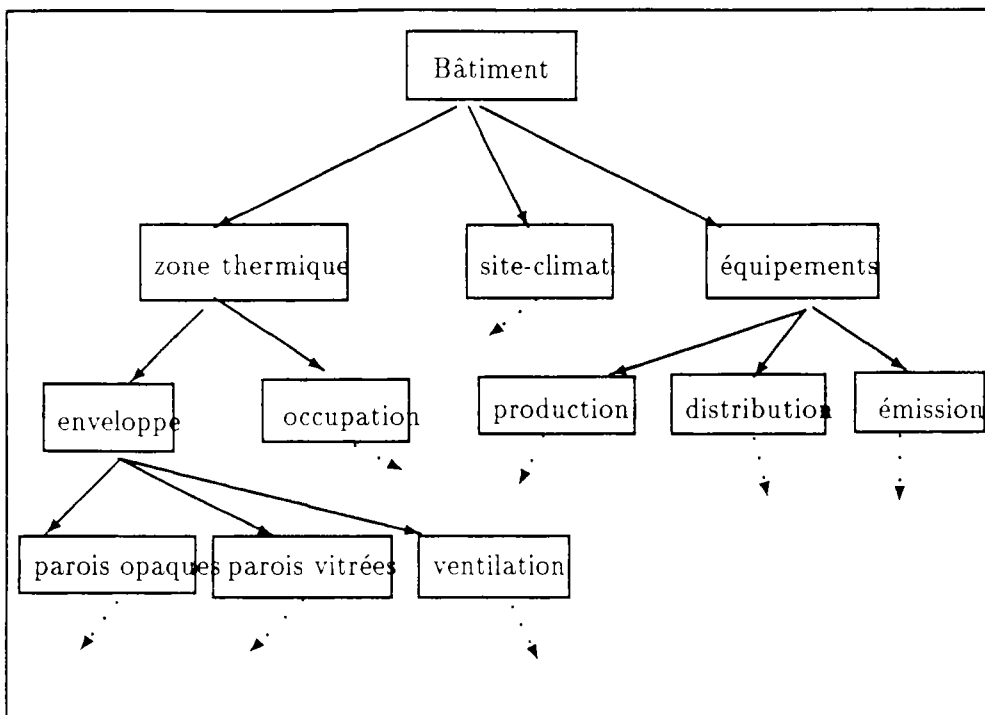 Bâtiment
zone thermique
site-climat
équipements
enveloppe
occupation
production
distribution
émission
parois opaques
parois vitrées
ventilation